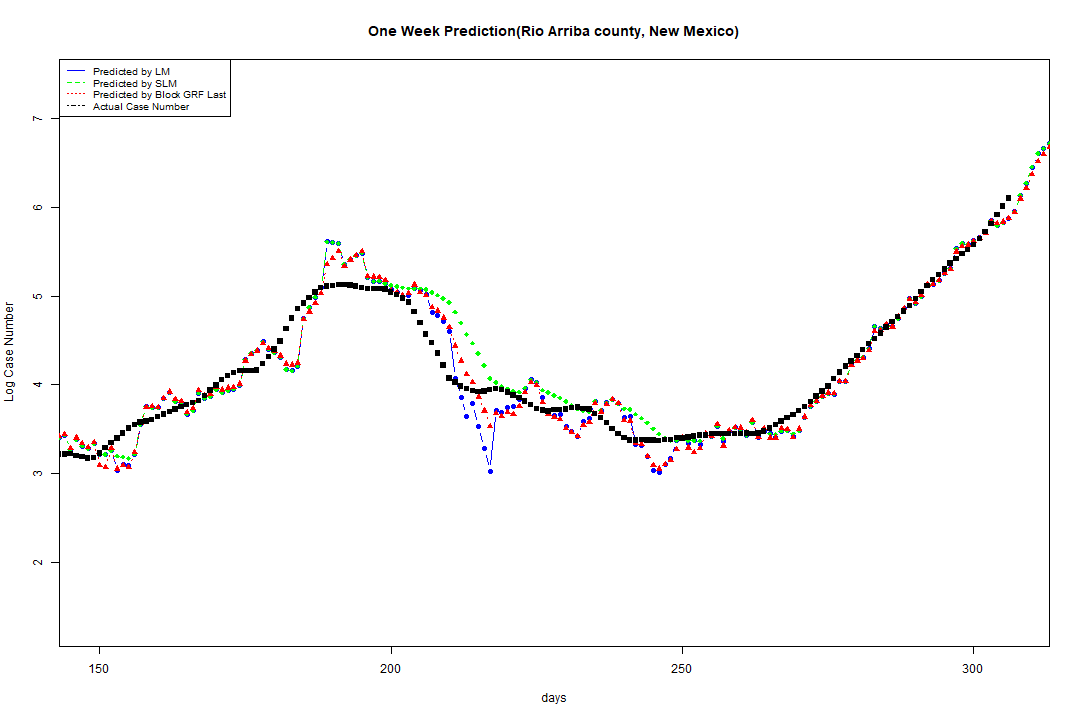 One Week Prediction(Rio Arriba county, New Mexico)
Predicted by LM
Predicted by SLM
Predicted by Block GRF Last
Actual Case Number
7
6
5
4
3
2
Log Case Number
150 200 250 300
days